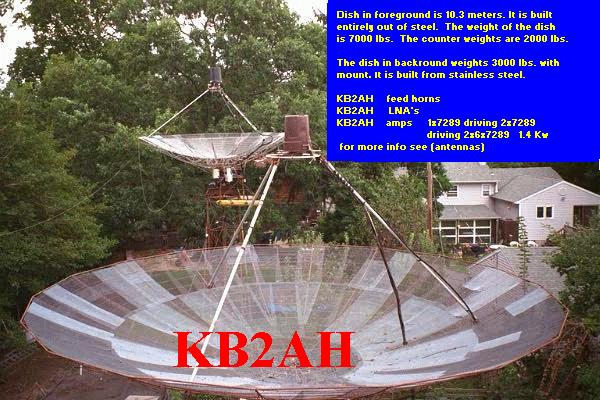 Dish in foreground is 10.3 meters. It is built
entirely out of steel. The weight of the dish
is 7000 lbs. The counter weights are 2000 lbs.
The dish in backround weights 3000 lbs. with
mount. it is built from stainless steel.
KB2AH feed horns
KB2AH LNA's
KB2AH amps 1x7289 driving 2x7289
driving 2x6x7289 1.4 Kw
for more info see (antennas)
KB2AH